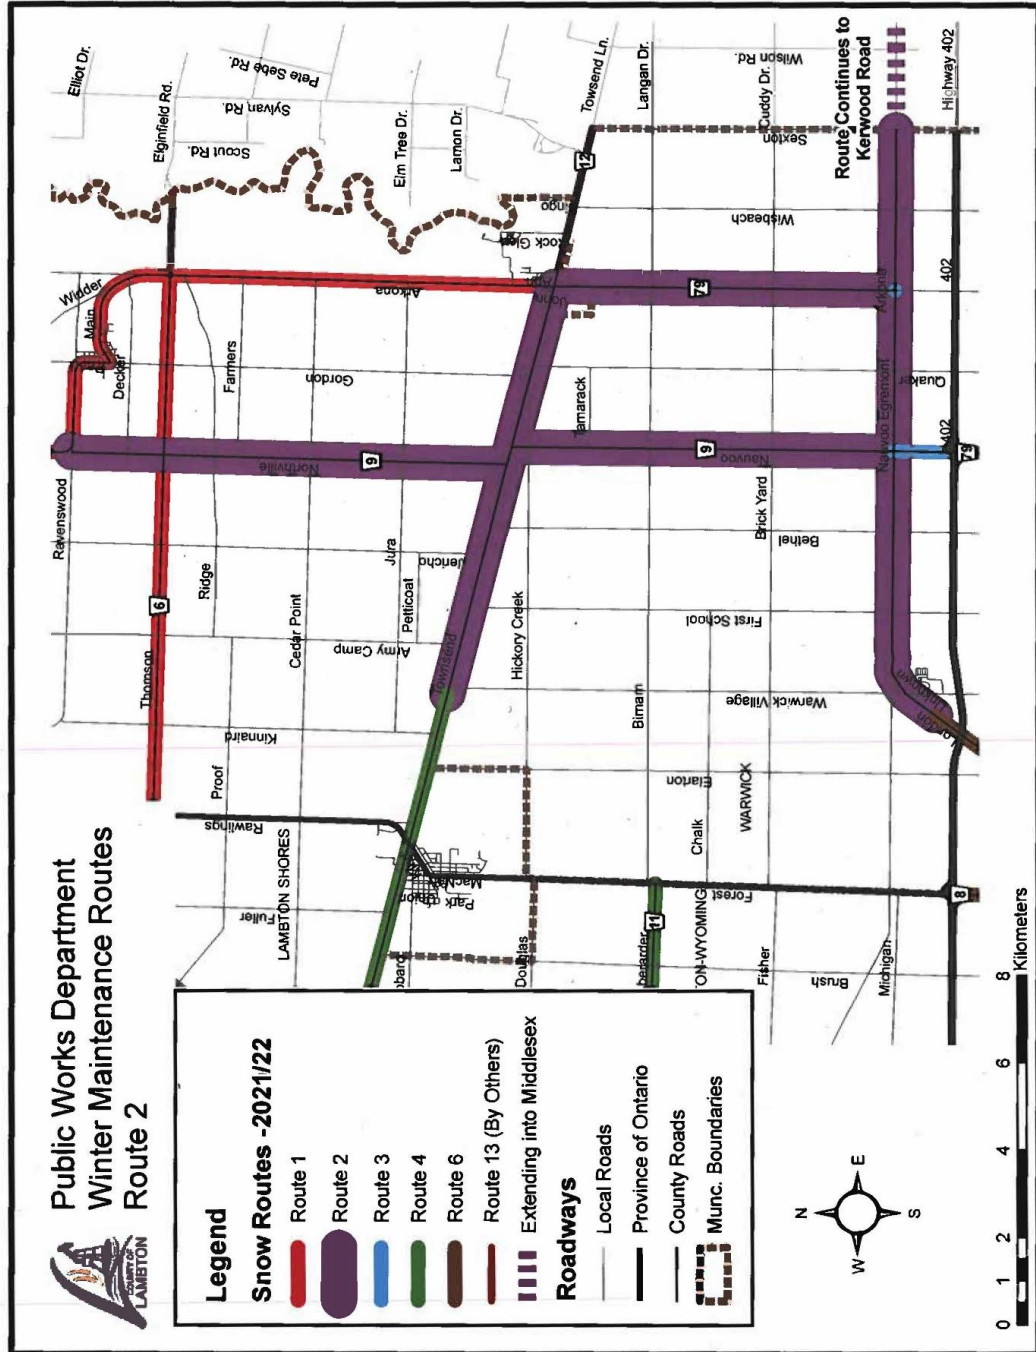 Public Works Department
Winter Maintenance Routes
Route 2
COUNTY OF
LAMBTON
Legend
Snow Routes -2021/22
Route 1
Route 2
Route 3
Route 4
Route 6
Route 13 (By Others)
Extending into Middlesex
Roadways
Local Roads
Province of Ontario
County Roads
Munc. Boundaries
N
W
E
S
0 1 2 4 6 8
Kilometers
Ravenswood
Widder
Main
Decker
Elliot Dr.
Elginfield Rd.
Pete Sebe Rd.
Sylvan Rd.
Scout Rd.
Thomson
6
Ridge
Farmers
Gordon
Arkona
Northville
9
Elm Tree Dr.
Lamon Dr.
Kinnaird
Proof
Rawlings
LAMBTON SHORES
Fuller
Cedar Point
Army Camp
Petticoat
Jura
Jericho
Townsend
Rock Glen
12
Townsend Ln.
Hickory Creek
Tamarack
Langan Dr.
79
Wisbeach
Sexton
Cuddy Dr.
Wilson Rd.
9
Nauvoo
Brick Yard
Bethel
First School
Birnam
Warwick Village
Elarton
WARWICK
Chalk
Forest
Douglas
11
Fisher
Brush
Michigan
8
Nauvoo Egremont
Arkona
Quaker
402
402
79
Route Continues to
Kerwood Road
Highway 402